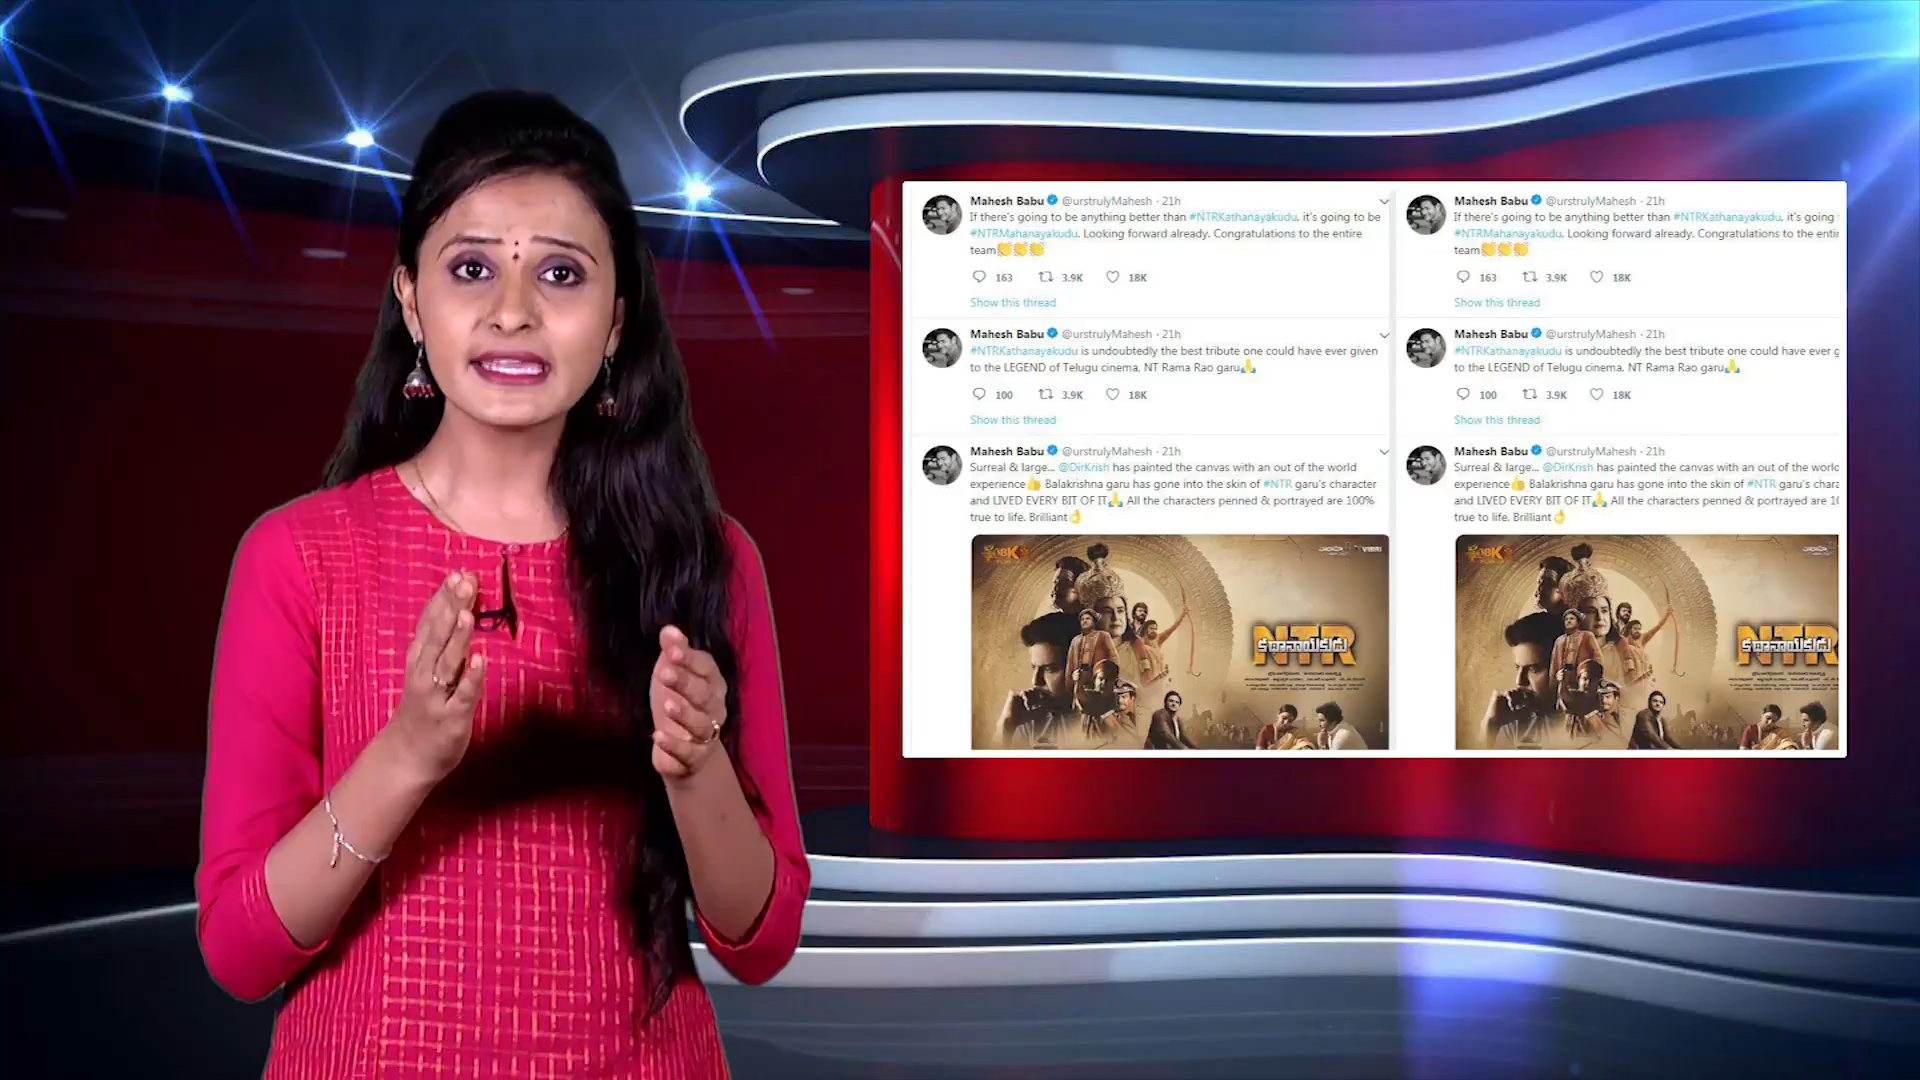 Mahesh Babu @urstrulyMahesh · 21h
If there's going to be anything better than #NTRKathanayakudu, it's going to be
#NTRMahanayakudu. Looking forward already. Congratulations to the entire
team👏👏👏
163 3.9K 18K
Show this thread
Mahesh Babu @urstrulyMahesh · 21h
#NTRKathanayakudu is undoubtedly the best tribute one could have ever given
to the LEGEND of Telugu cinema, NT Rama Rao garu🙏
100 3.9K 18K
Show this thread
Mahesh Babu @urstrulyMahesh · 21h
Surreal & large... @DirKrish has painted the canvas with an out of the world
experience👍 Balakrishna garu has gone into the skin of #NTR garu's character
and LIVED EVERY BIT OF IT🙏 All the characters penned & portrayed are 100%
true to life. Brilliant👌
NTR
కథానాయకుడు
Mahesh Babu @urstrulyMahesh · 21h
If there's going to be anything better than #NTRKathanayakudu, it's going
#NTRMahanayakudu. Looking forward already. Congratulations to the entir
team👏👏👏
163 3.9K 18K
Show this thread
Mahesh Babu @urstrulyMahesh · 21h
#NTRKathanayakudu is undoubtedly the best tribute one could have ever g
to the LEGEND of Telugu cinema, NT Rama Rao garu🙏
100 3.9K 18K
Show this thread
Mahesh Babu @urstrulyMahesh · 21h
Surreal & large... @DirKrish has painted the canvas with an out of the world
experience👍 Balakrishna garu has gone into the skin of #NTR garu's chara
and LIVED EVERY BIT OF IT🙏 All the characters penned & portrayed are 10
true to life. Brilliant👌
NTR
కథానాయకుడు